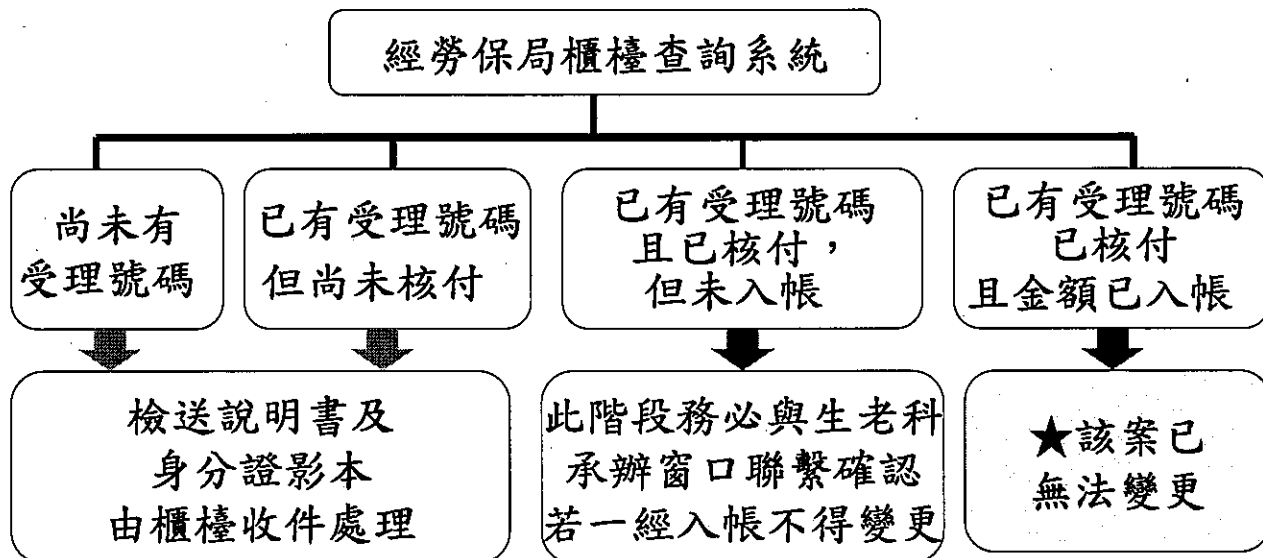 經勞保局櫃檯查詢系統
尚未有
受理號碼
已有受理號碼
但尚未核付
已有受理號碼
且已核付，
但未入帳
已有受理號碼
已核付
且金額已入帳
檢送說明書及
身分證影本
由櫃檯收件處理
此階段務必與生老科
承辦窗口聯繫確認
若一經入帳不得變更
★該案已
無法變更